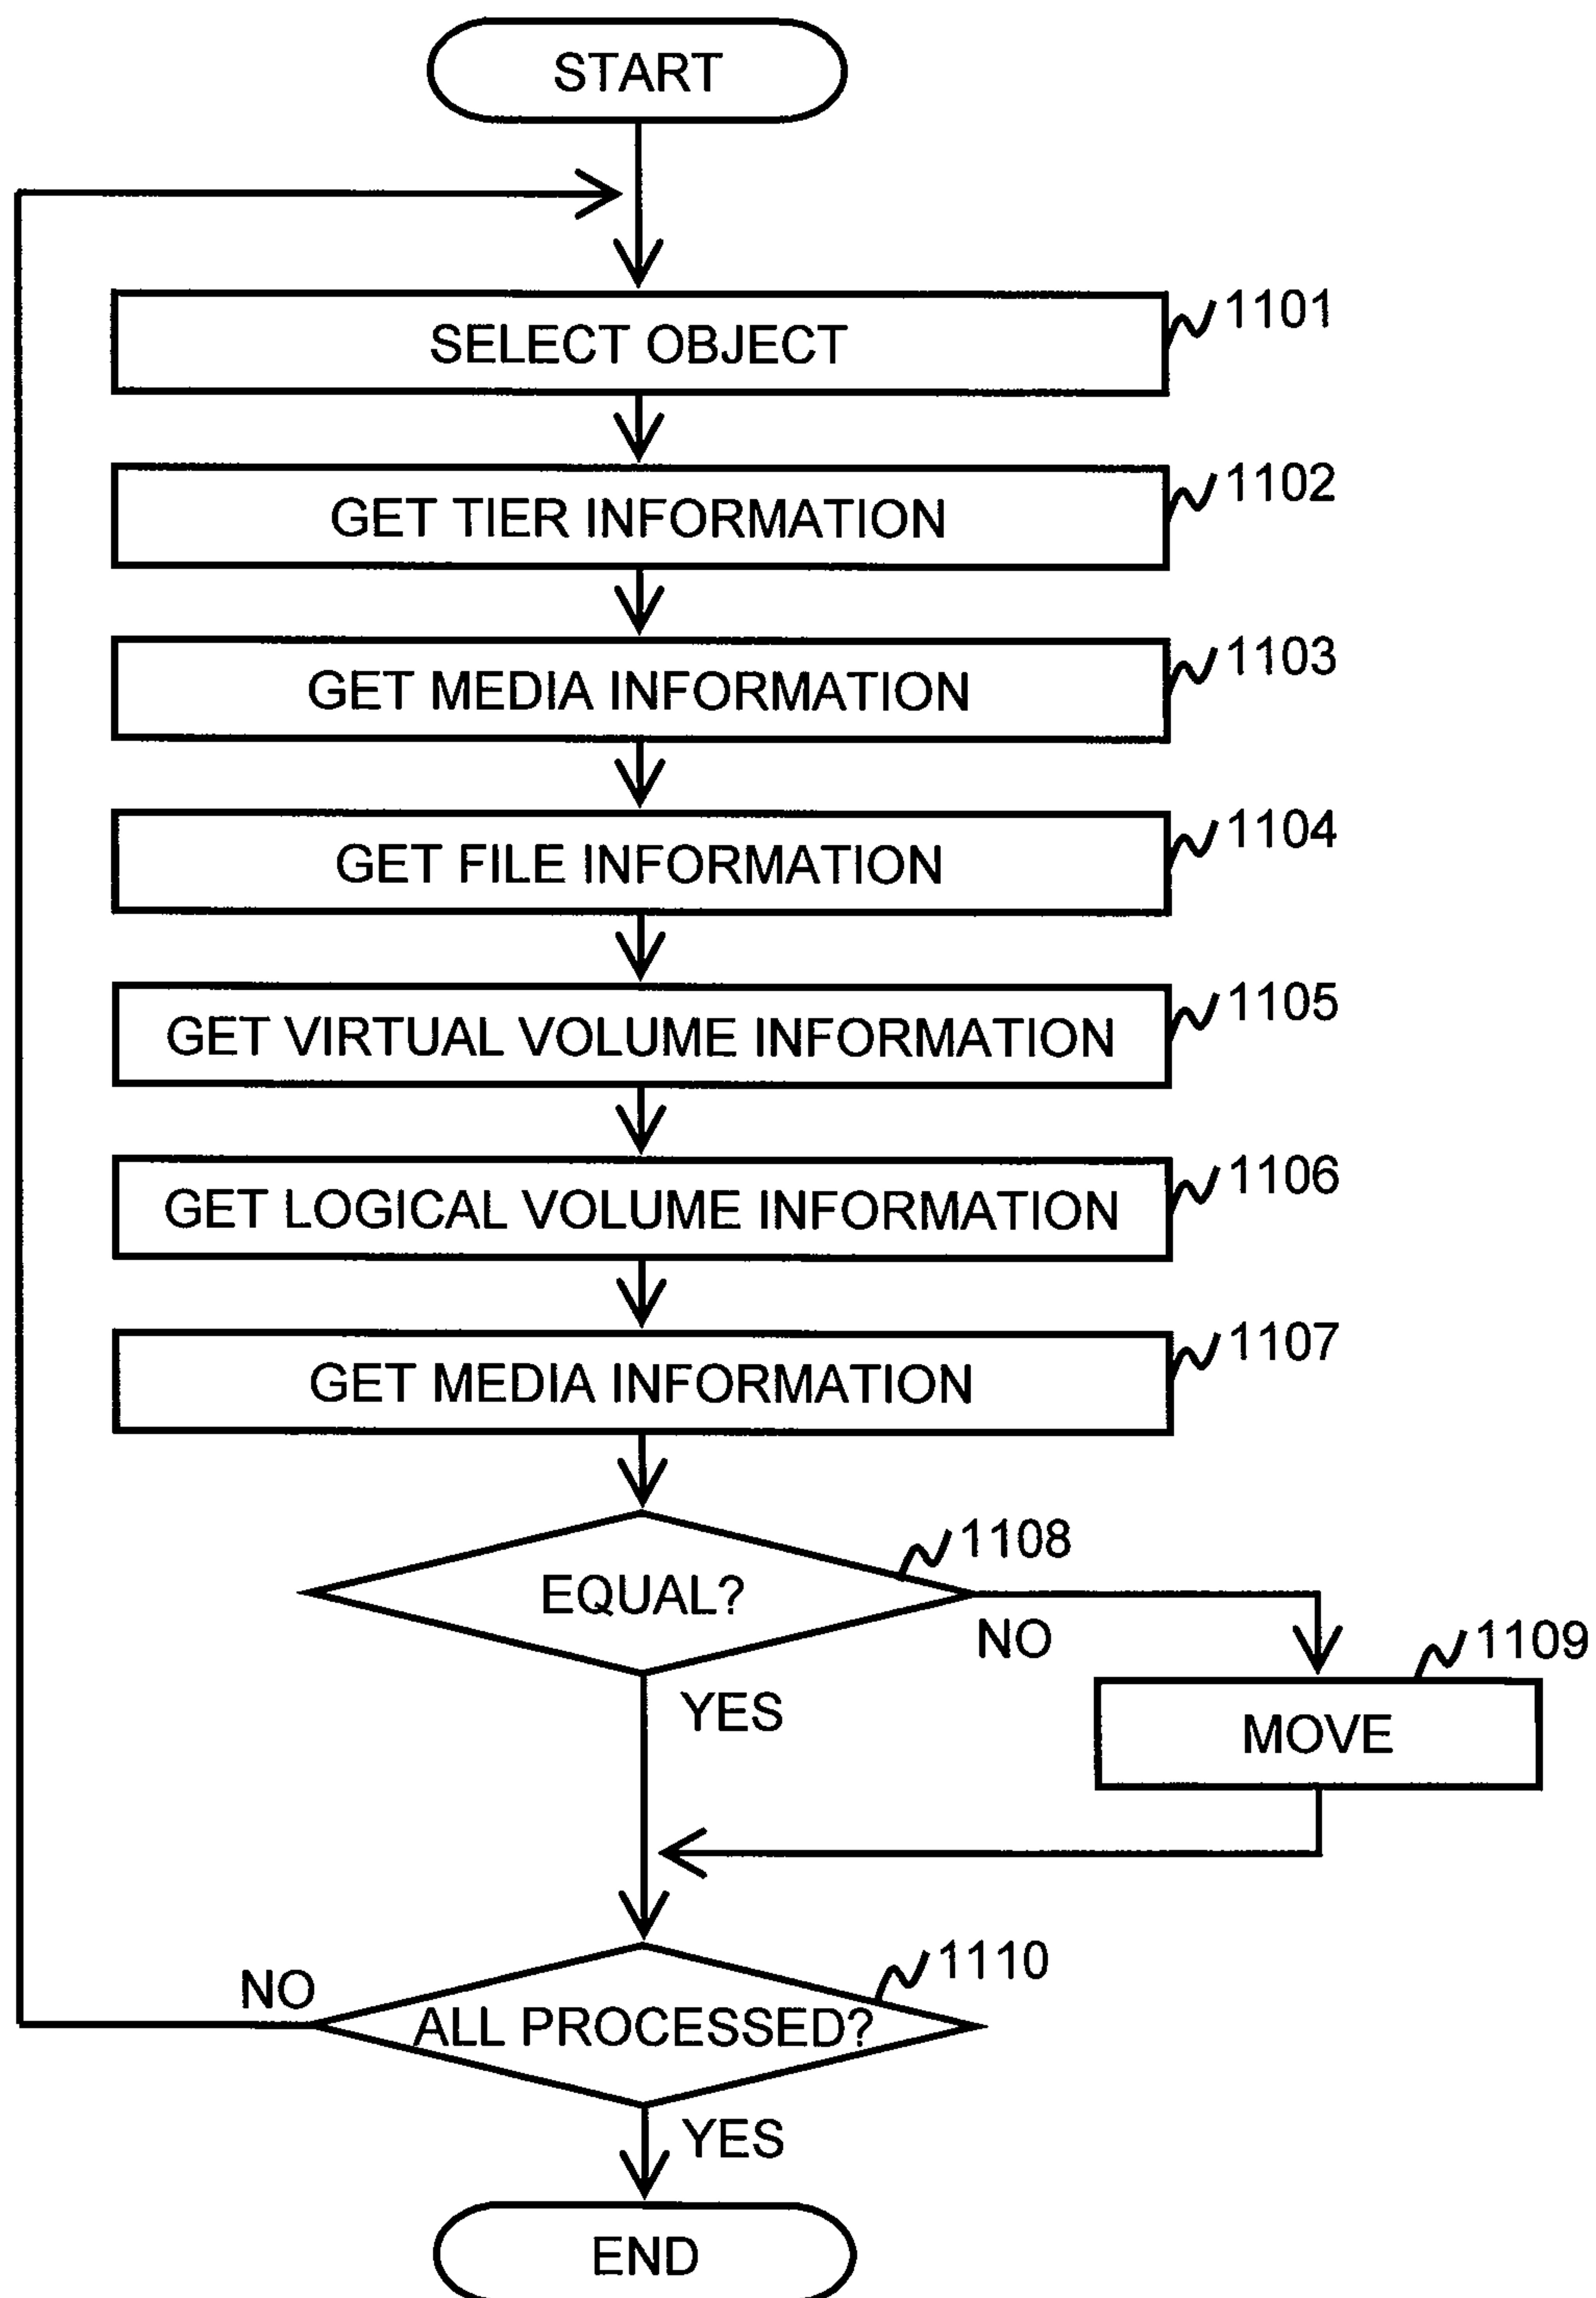 START
SELECT OBJECT
1101
GET TIER INFORMATION
1102
GET MEDIA INFORMATION
1103
GET FILE INFORMATION
1104
GET VIRTUAL VOLUME INFORMATION
1105
GET LOGICAL VOLUME INFORMATION
1106
GET MEDIA INFORMATION
1107
EQUAL?
1108
NO
YES
MOVE
1109
ALL PROCESSED?
1110
NO
YES
END